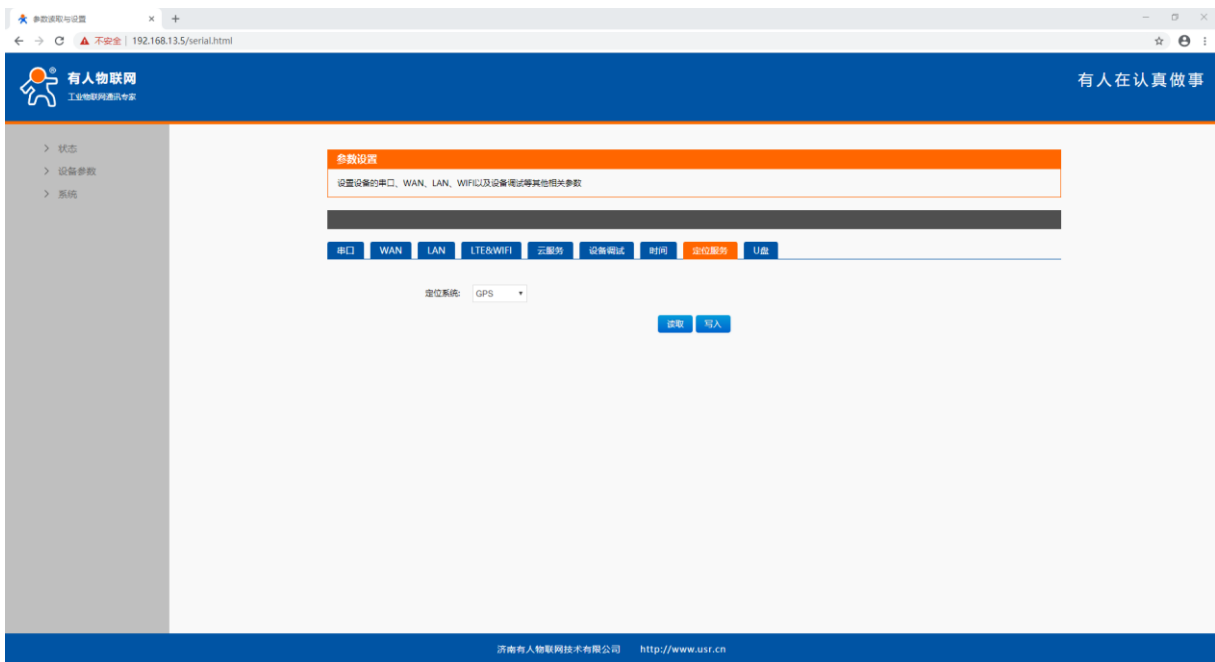 参数读取与设置
不安全 | 192.168.13.5/serial.html
有人物联网
工业物联网通讯专家
有人在认真做事
状态
设备参数
系统
参数设置
设置设备的串口、WAN、LAN、WIFI以及设备调试等其他相关参数
串口 WAN LAN LTE&WIFI 云服务 设备调试 时间 定位服务 U盘
定位系统: GPS
读取 写入
济南有人物联网技术有限公司 http://www.usr.cn